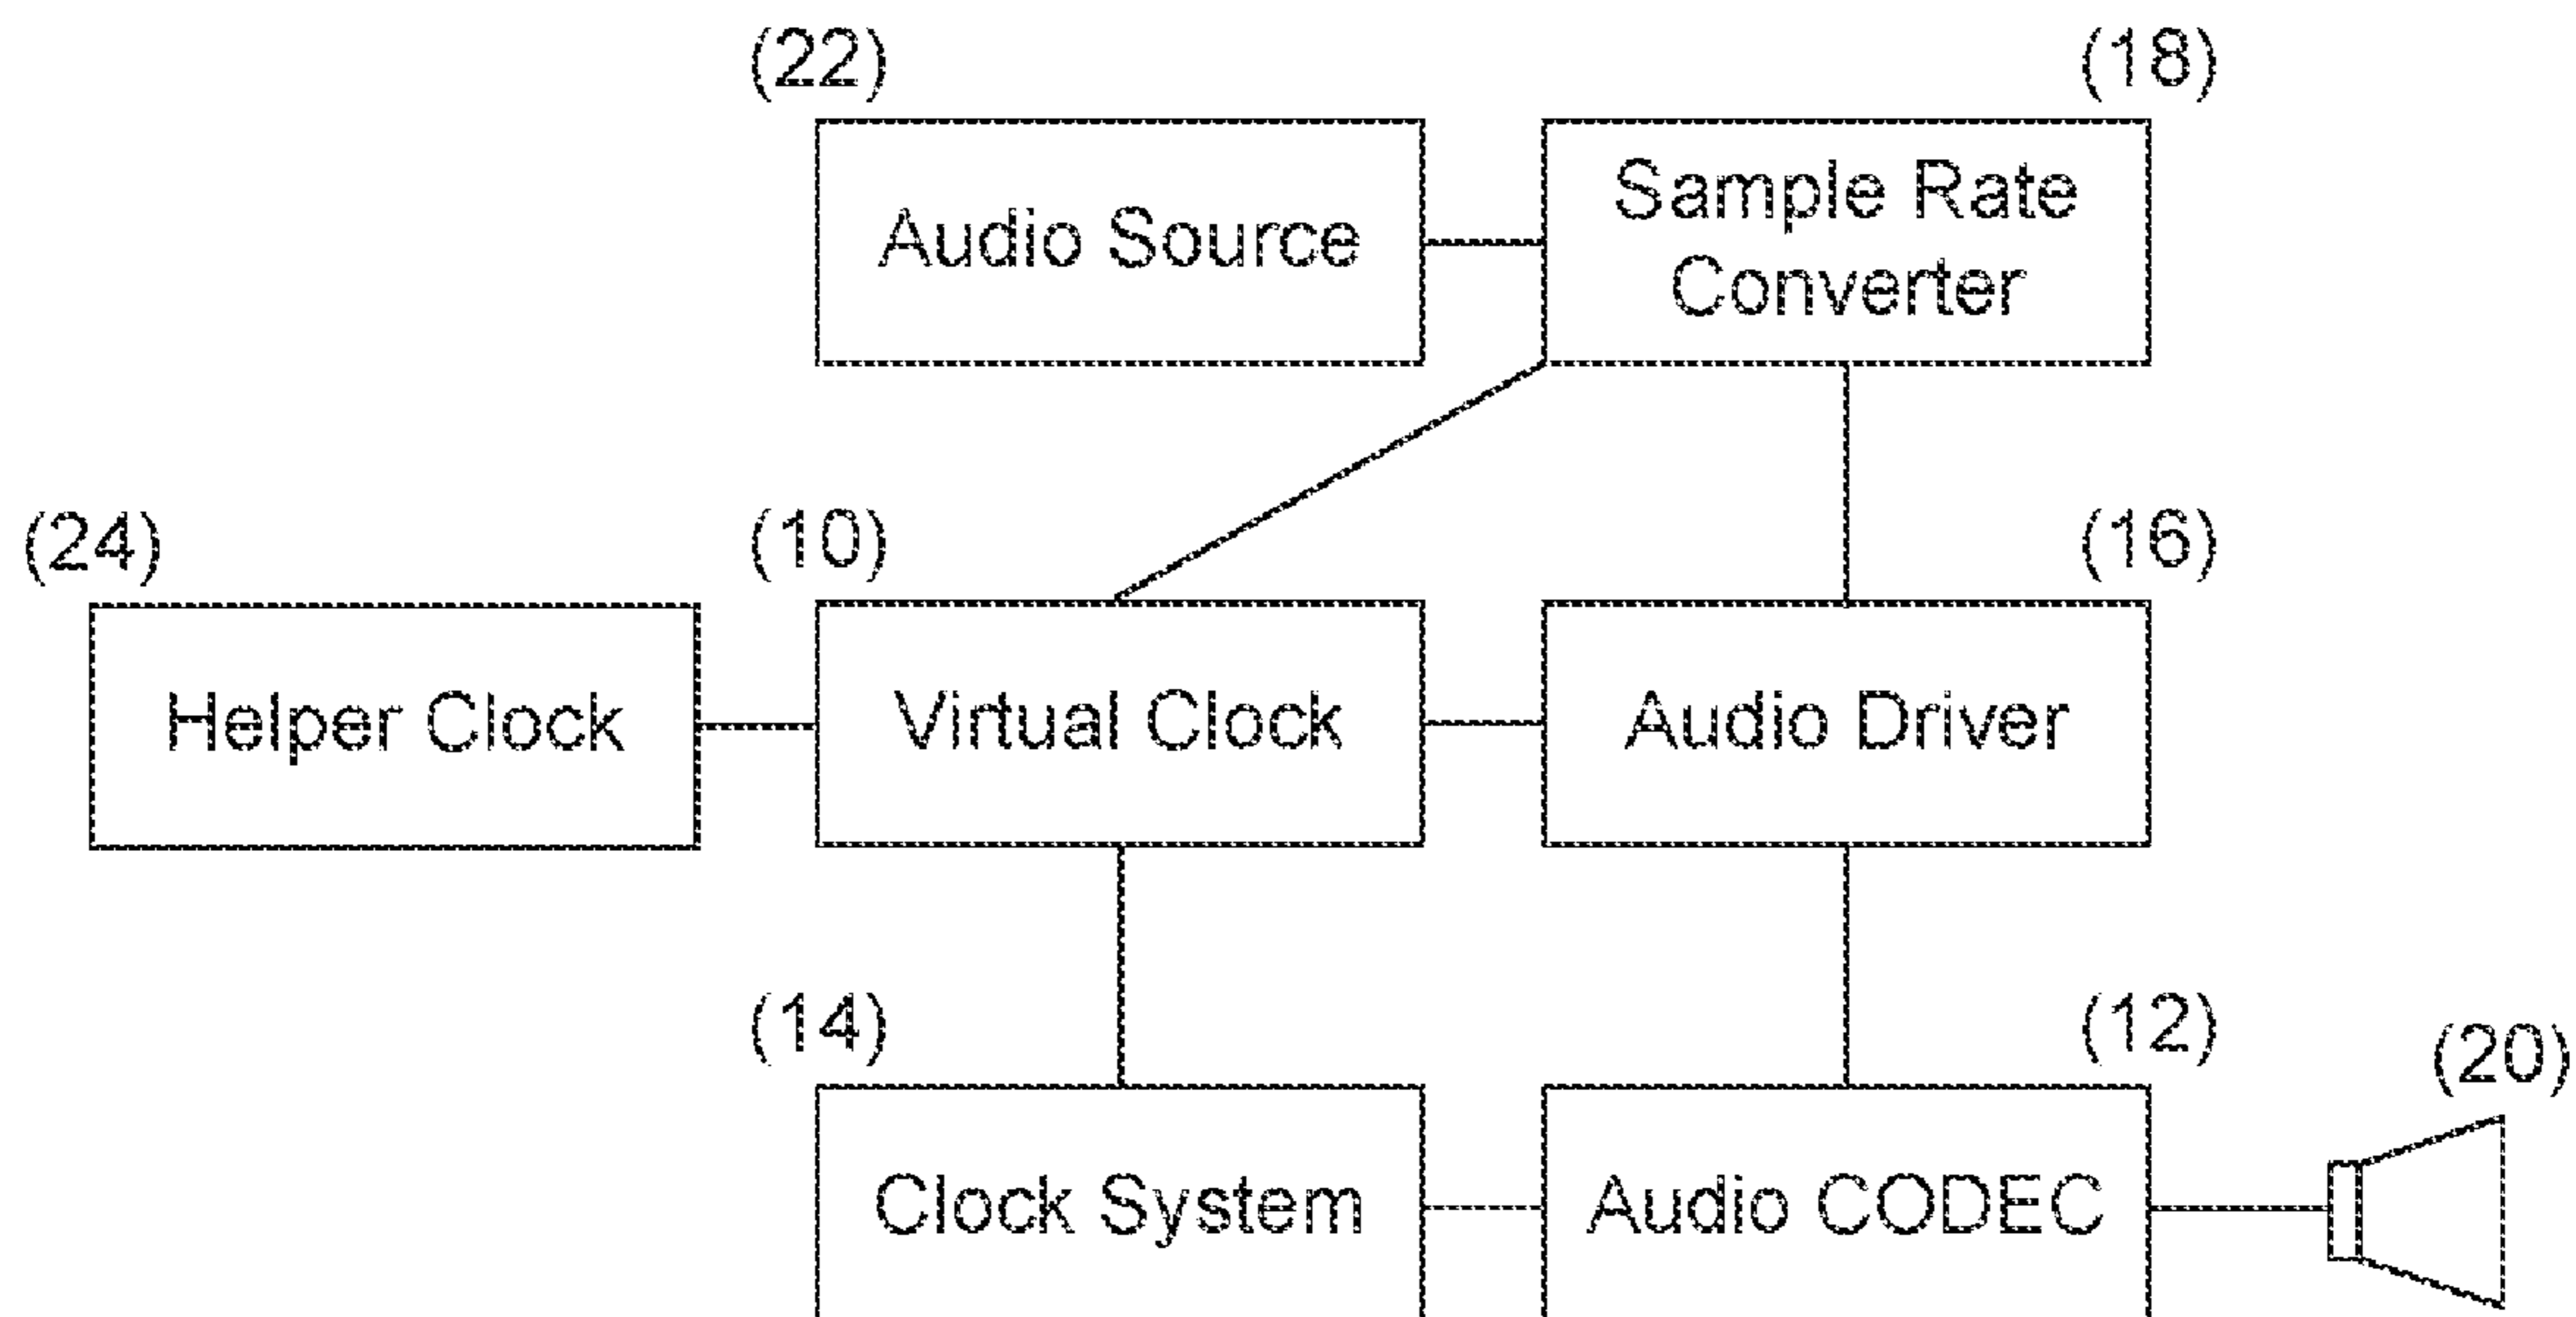 (22)
(18)
Audio Source
Sample Rate
Converter
(24)
(10)
(16)
Helper Clock
Virtual Clock
Audio Driver
(14)
(12)
(20)
Clock System
Audio CODEC